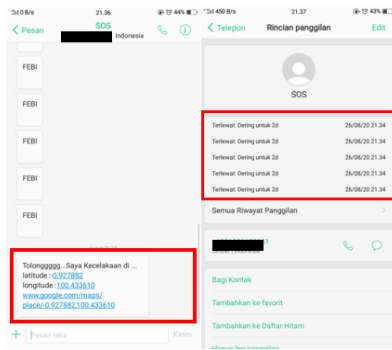 0 B/s 21.36 44%
Pesan SOS
Indonesia
FEBI
FEBI
FEBI
FEBI
FEBI
Tolonggggg...Saya Kecelakaan di ...
latitude :-0.927882
longitude :100.433610
www.google.com/maps/
place/-0.927882,100.433610
Pesan teks Kirim
450 B/s 21.37 43%
Telepon Rincian panggilan Edit
SOS
Terlewat Dering untuk 2d 26/08/20 21.34
Terlewat Dering untuk 2d 26/08/20 21.34
Terlewat Dering untuk 2d 26/08/20 21.34
Terlewat Dering untuk 2d 26/08/20 21.34
Terlewat Dering untuk 2d 26/08/20 21.34
Semua Riwayat Panggilan
Indonesia
Bagi Kontak
Tambahkan ke favorit
Tambahkan ke Daftar Hitam
Hapus log panggilan